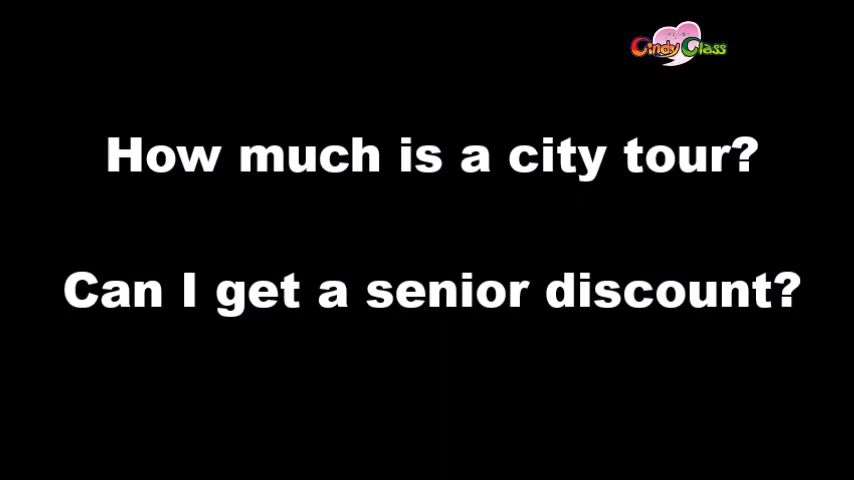 Cindy Class
How much is a city tour?
Can I get a senior discount?